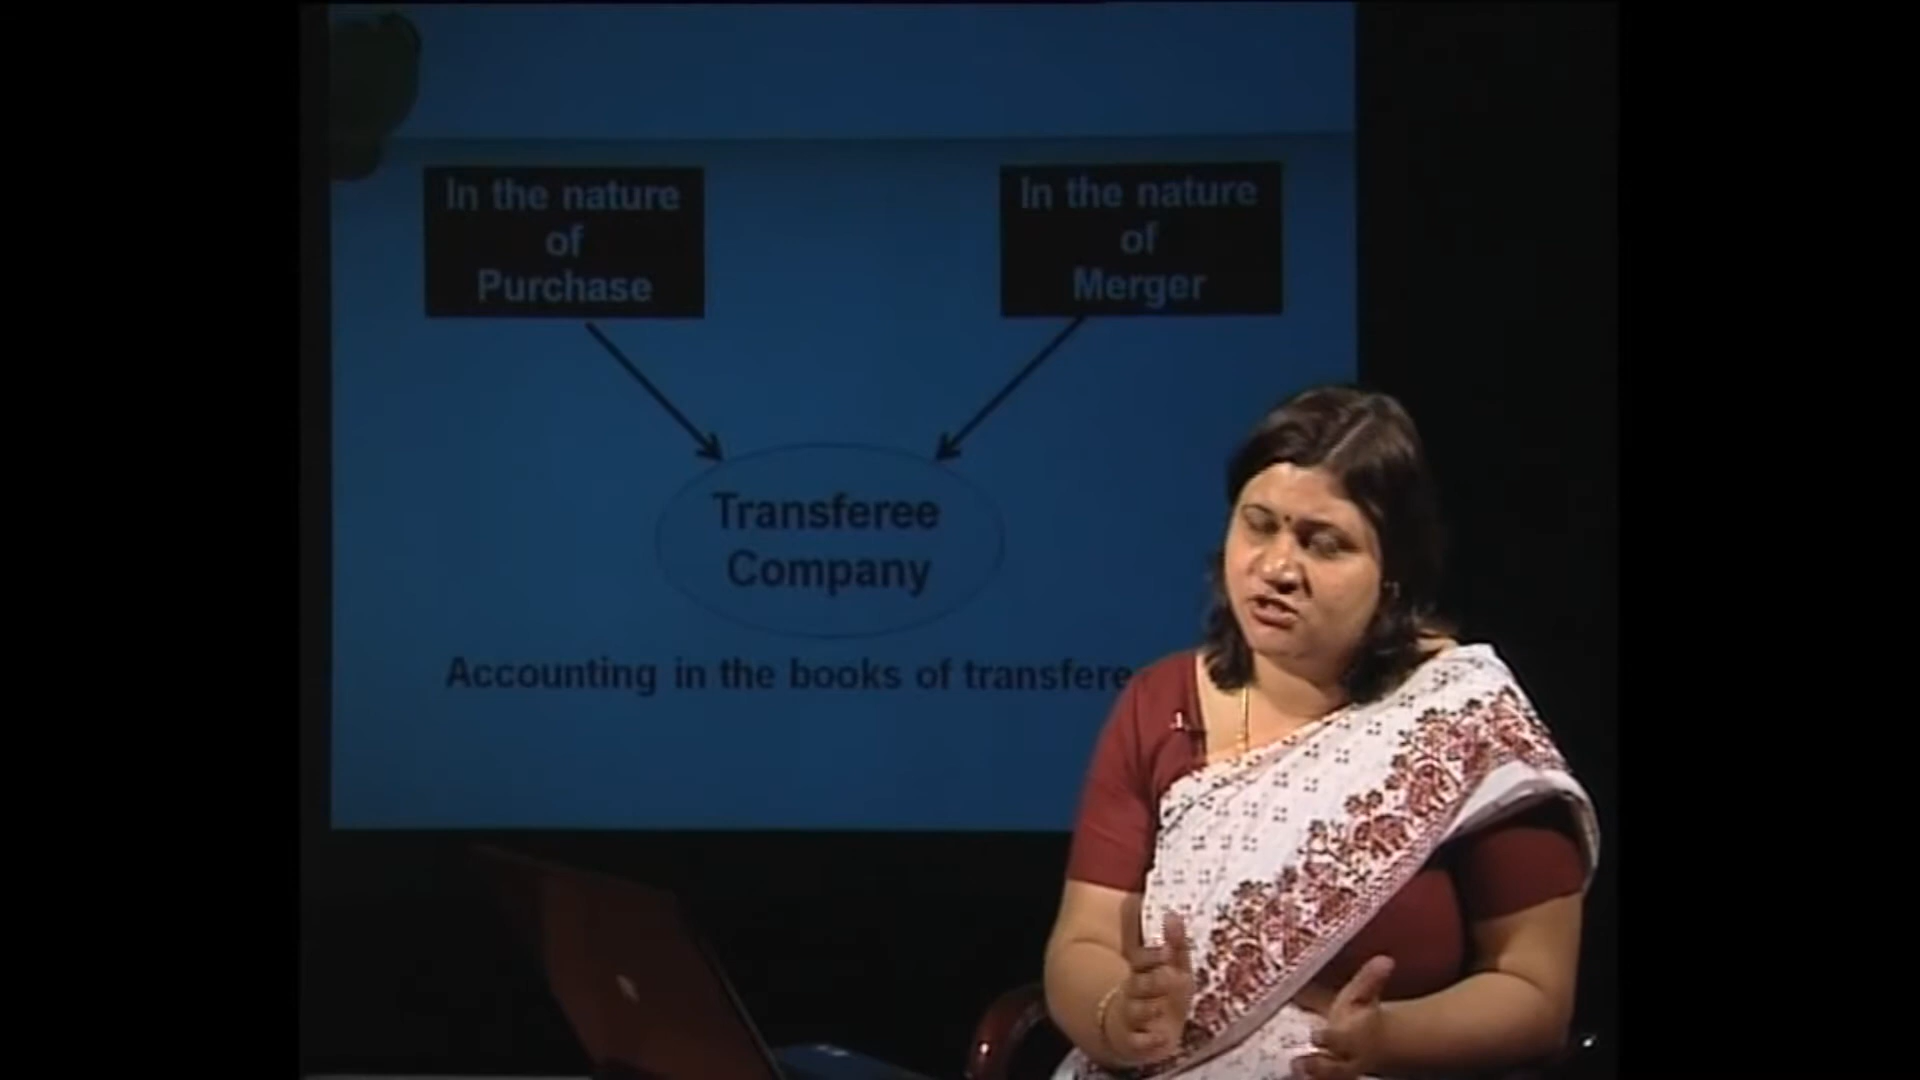 In the nature
of
Purchase
In the nature
of
Merger
Transferee
Company
Accounting in the books of transfere